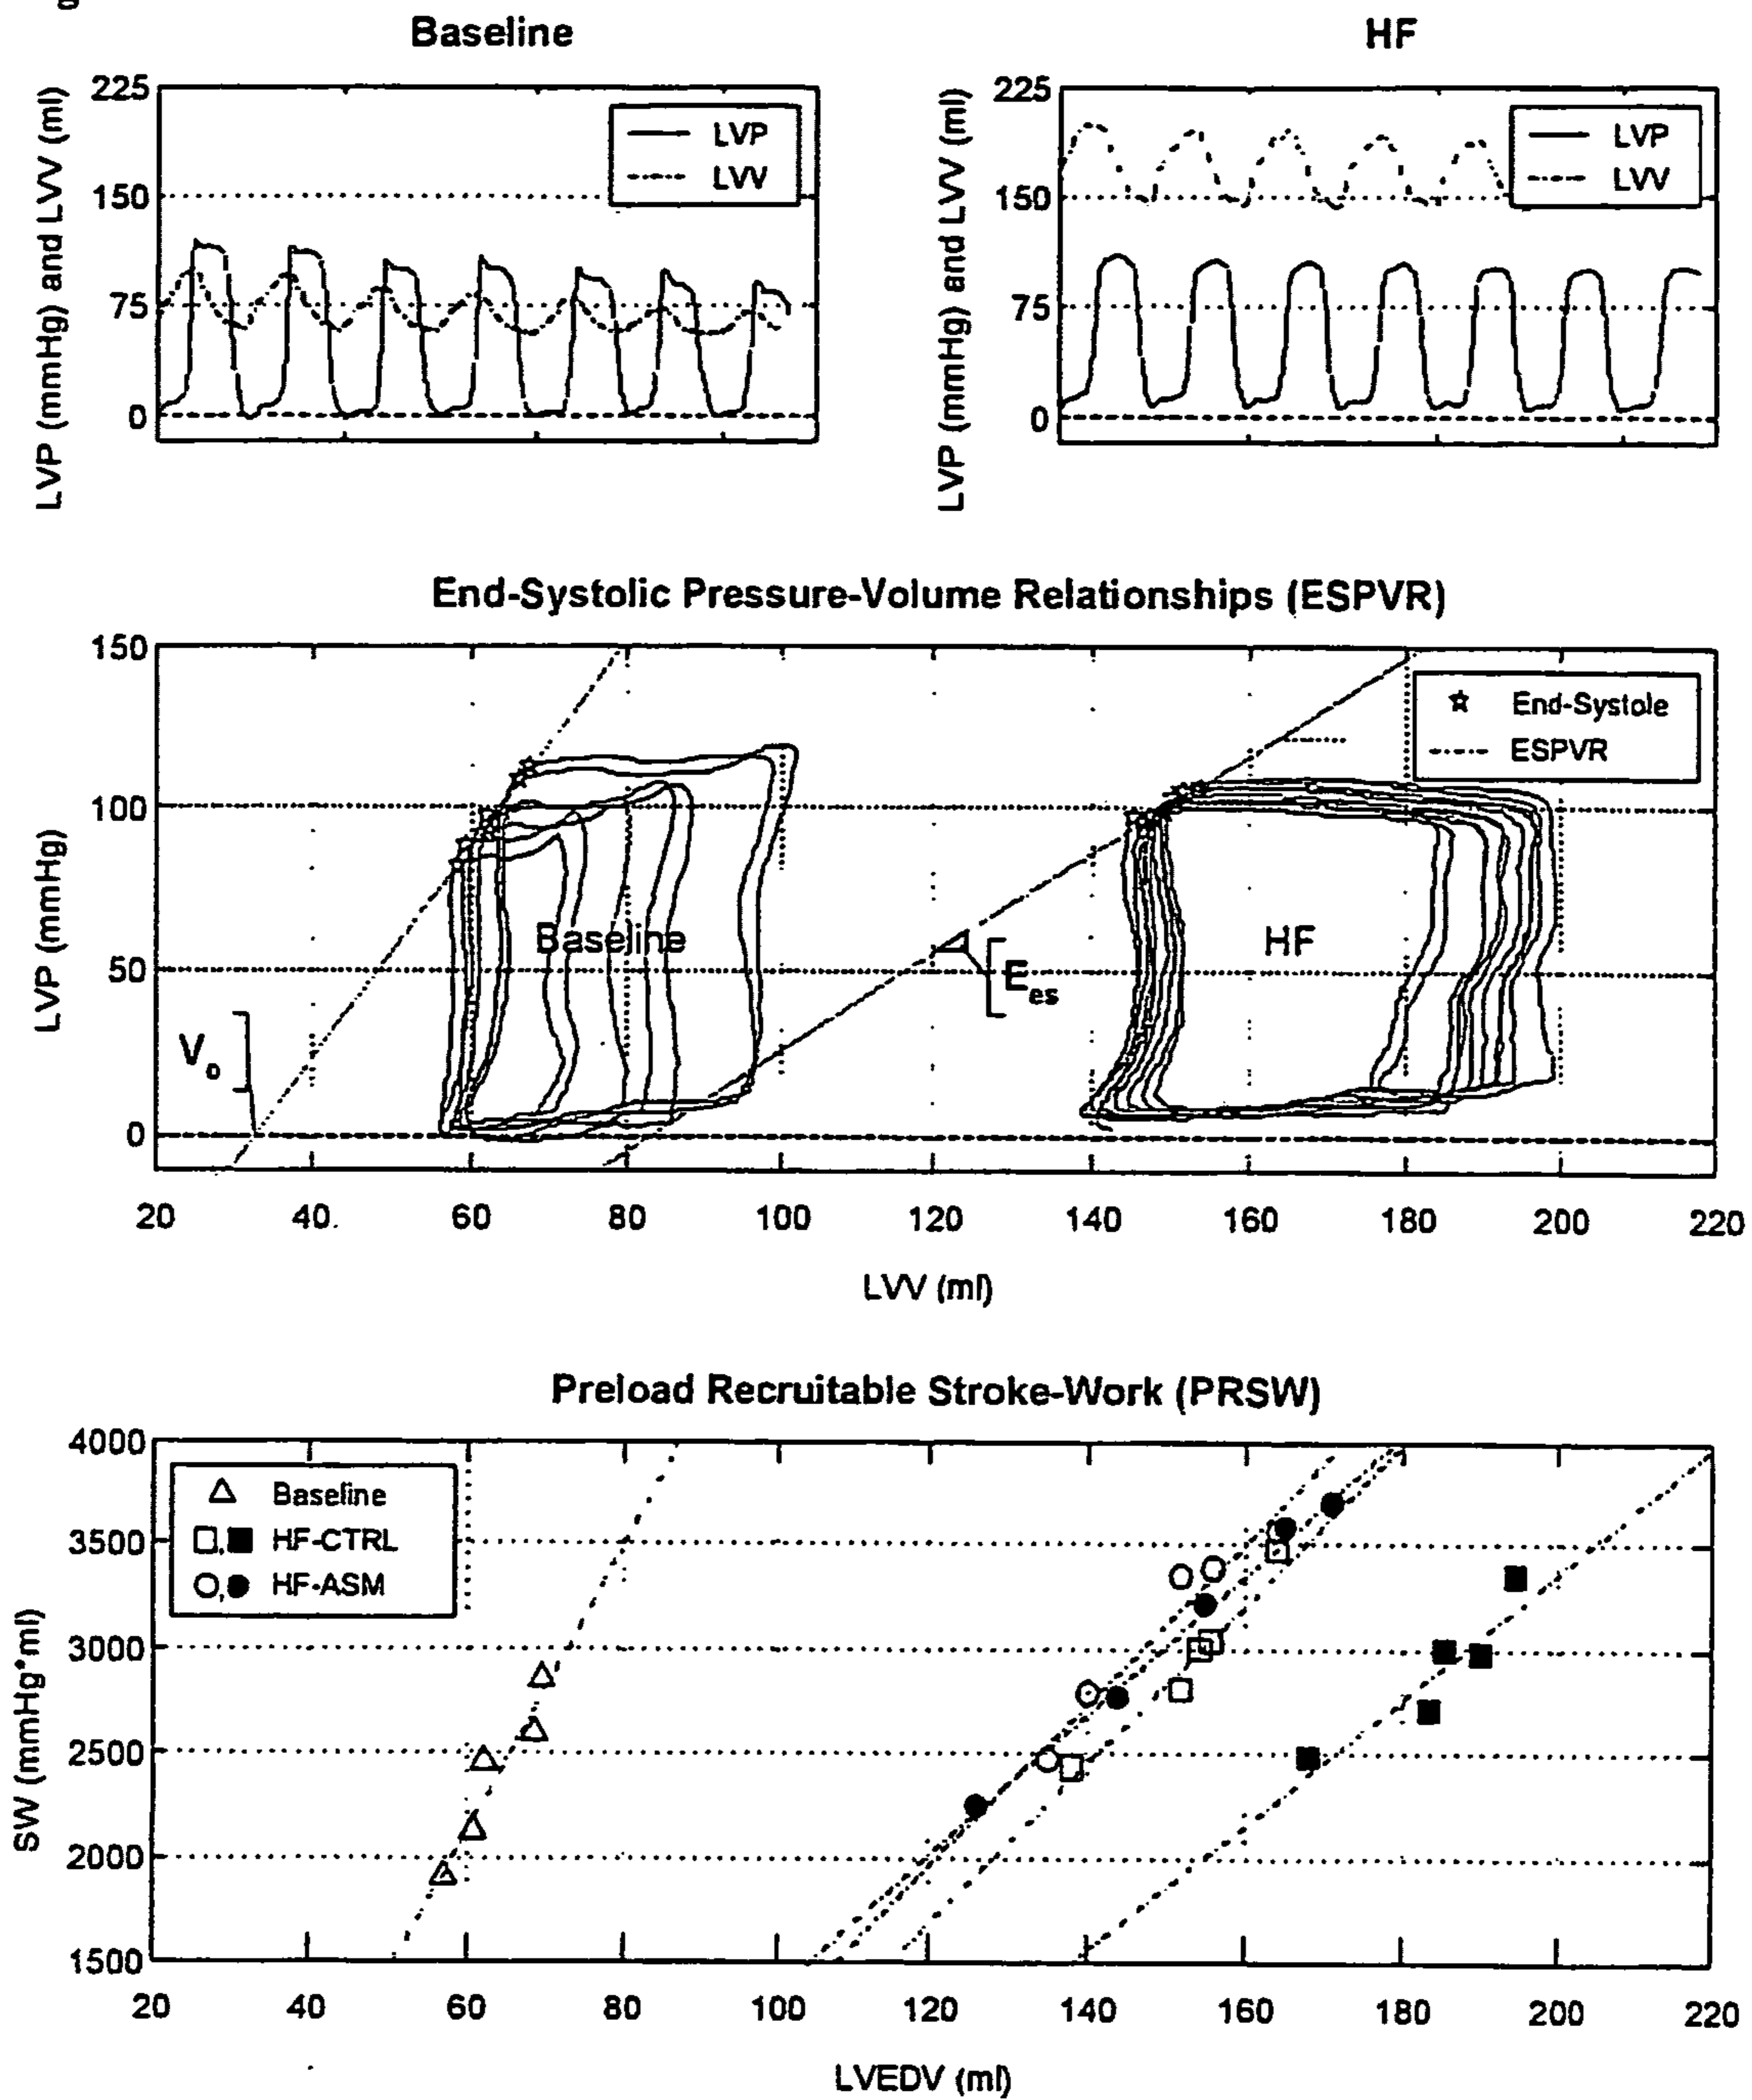 g
Baseline
HF
LVP (mmHg) and LVV (ml)
225
150
75
0
LVP
LVV
LVP (mmHg) and LVV (ml)
225
150
75
0
LVP
LVV
End-Systolic Pressure-Volume Relationships (ESPVR)
LVP (mmHg)
150
100
50
0
End-Systole
ESPVR
Baseline
HF
Vo
Ees
20 40 60 80 100 120 140 160 180 200 220
LVV (ml)
Preload Recruitable Stroke-Work (PRSW)
SW (mmHg*ml)
4000
3500
3000
2500
2000
1500
Baseline
HF-CTRL
HF-ASM
20 40 60 80 100 120 140 160 180 200 220
LVEDV (ml)